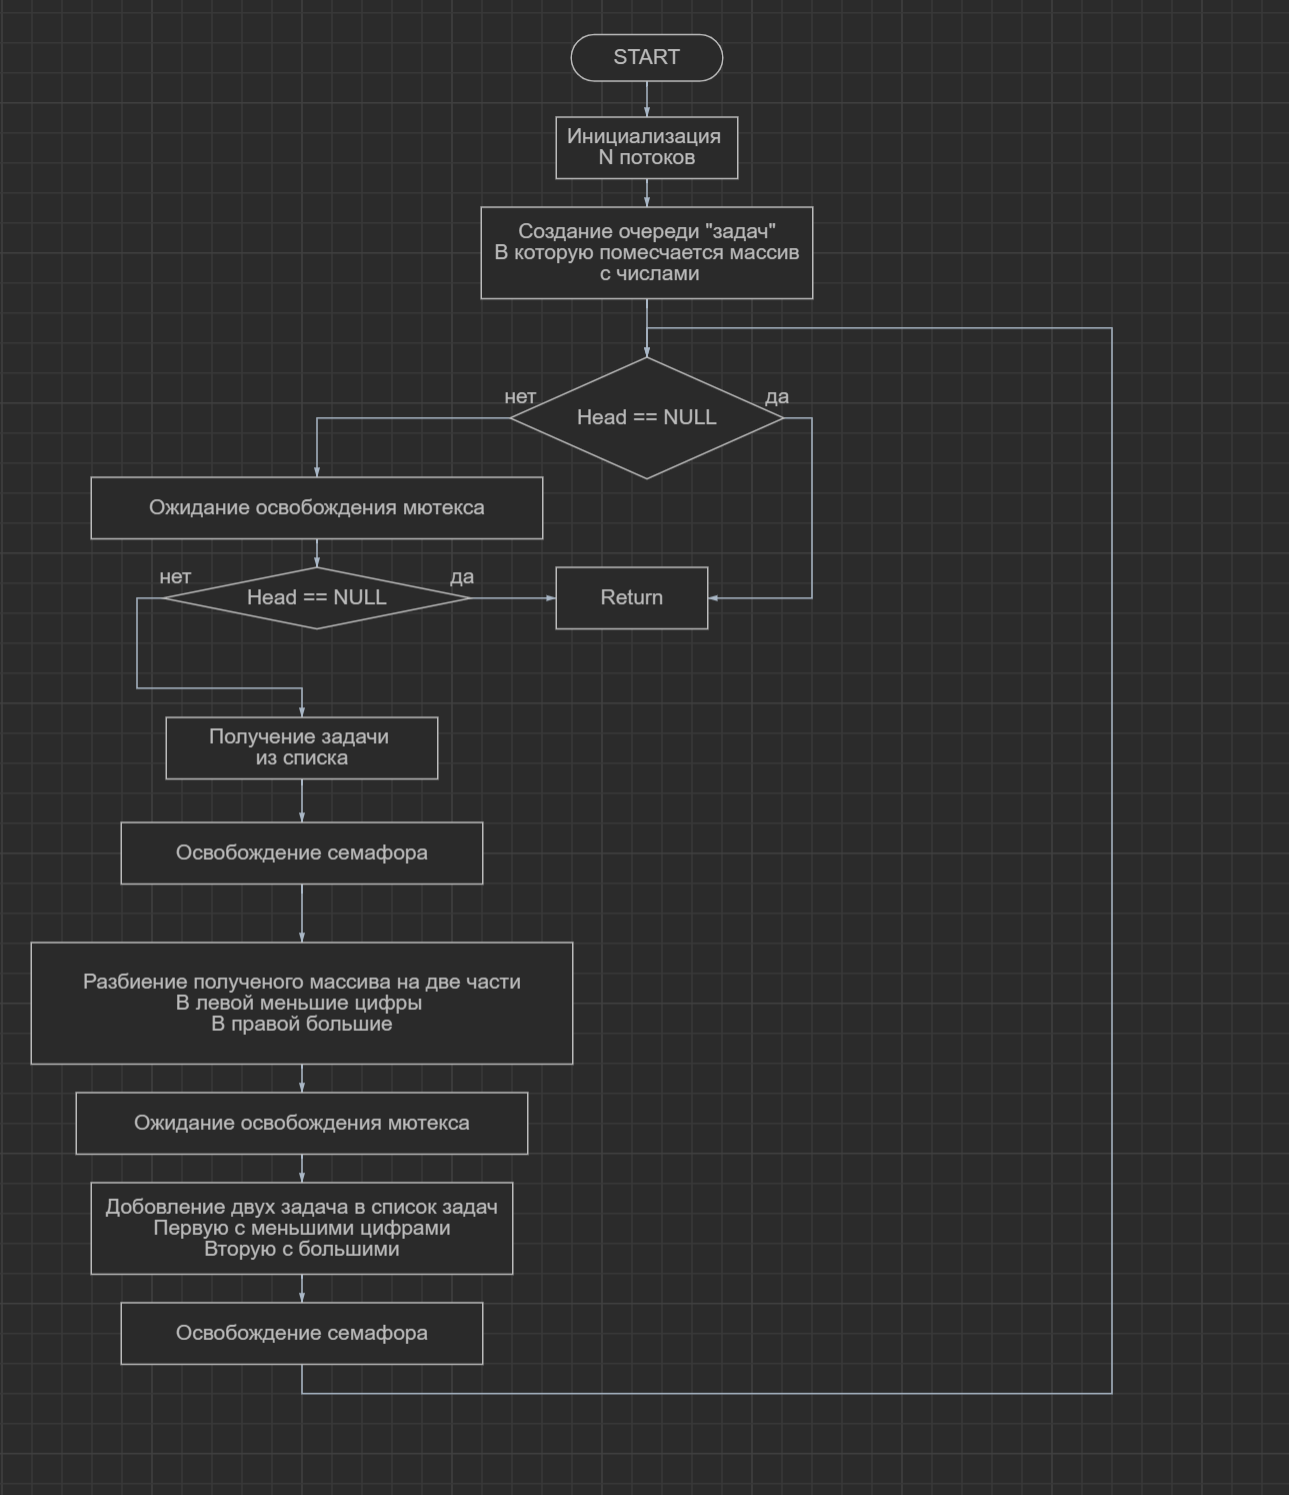 START
Инициализация
N потоков
Создание очереди "задач"
В которую помесчается массив
с числами
нет
да
Head == NULL
Ожидание освобождения мютекса
нет
да
Head == NULL
Return
Получение задачи
из списка
Освобождение семафора
Разбиение полученого массива на две части
В левой меньшие цифры
В правой большие
Ожидание освобождения мютекса
Добовление двух задача в список задач
Первую с меньшими цифрами
Вторую с большими
Освобождение семафора